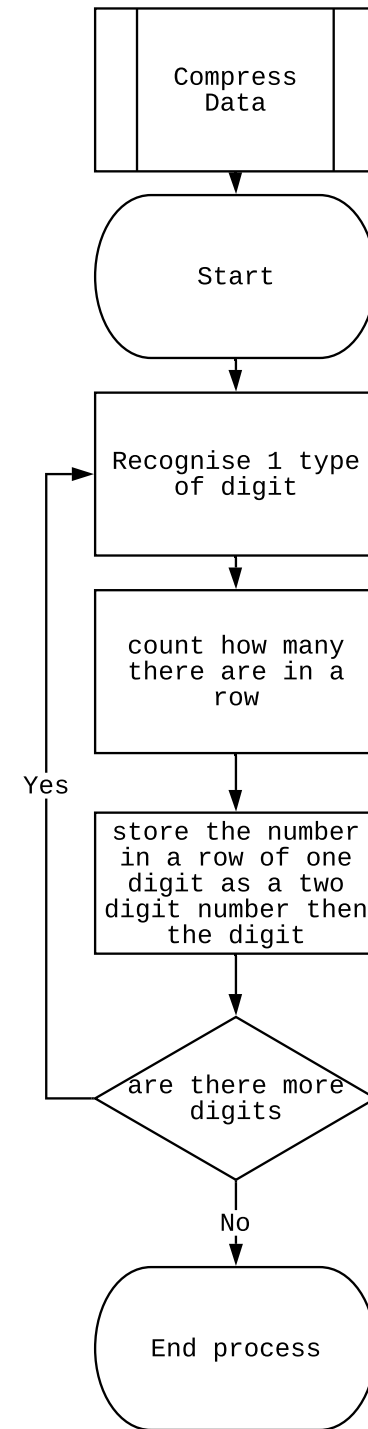 Compress
Data
Start
Recognise 1 type
of digit
count how many
there are in a
row
Yes
store the number
in a row of one
digit as a two
digit number then
the digit
are there more
digits
No
End process